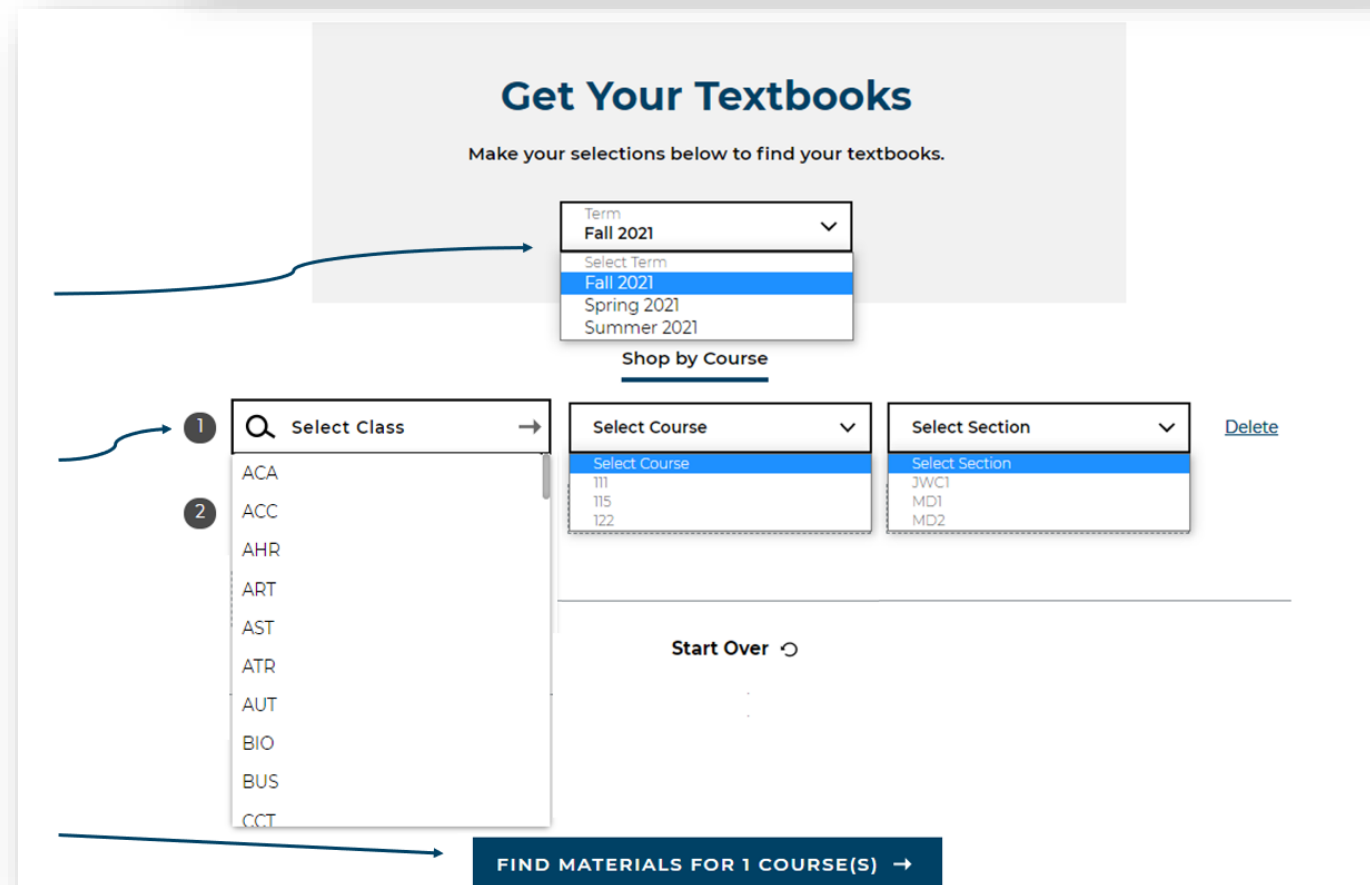 Get Your Textbooks
Make your selections below to find your textbooks.
Term
Fall 2021
Select Term
Fall 2021
Spring 2021
Summer 2021
Shop by Course
1
Select Class
Select Course
Select Section
Delete
ACA
Select Course
Select Section
111
JWC1
115
MD1
122
MD2
2
ACC
AHR
ART
AST
ATR
AUT
BIO
BUS
CCT
Start Over
FIND MATERIALS FOR 1 COURSE(S)